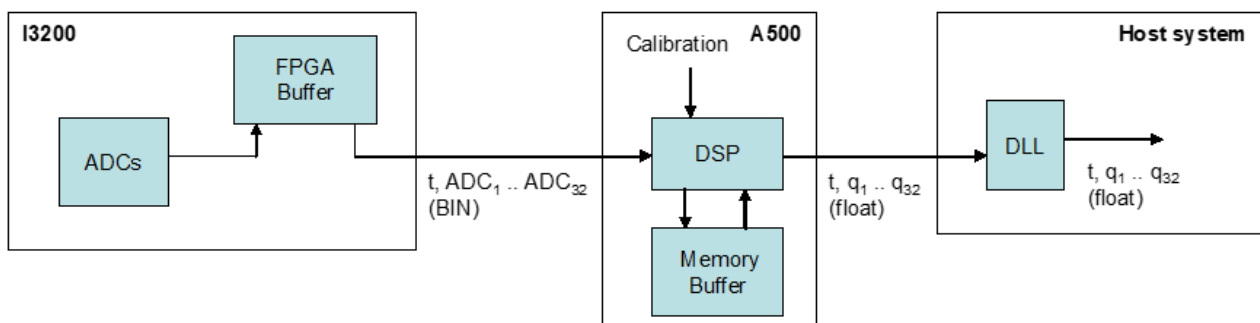 I3200
FPGA
Buffer
ADCs
t, ADC₁ .. ADC₃₂
(BIN)
A500
Calibration
DSP
Memory
Buffer
t, q₁ .. q₃₂
(float)
Host system
DLL
t, q₁ .. q₃₂
(float)